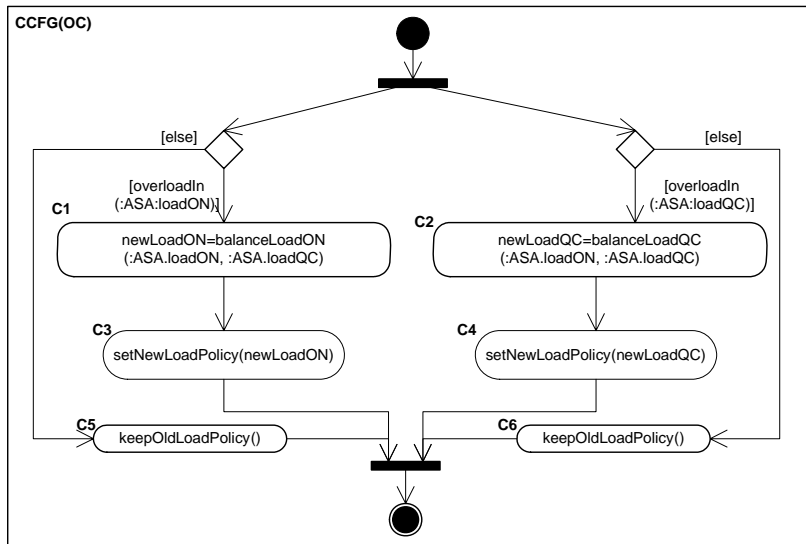 CCFG(OC)
[else]
[else]
[overloadIn
(:ASA:loadON)]
[overloadIn
(:ASA:loadQC)]
C1
newLoadON=balanceLoadON
(:ASA.loadON, :ASA.loadQC)
C2
newLoadQC=balanceLoadQC
(:ASA.loadON, :ASA.loadQC)
C3
setNewLoadPolicy(newLoadON)
C4
setNewLoadPolicy(newLoadQC)
C5
keepOldLoadPolicy()
C6
keepOldLoadPolicy()